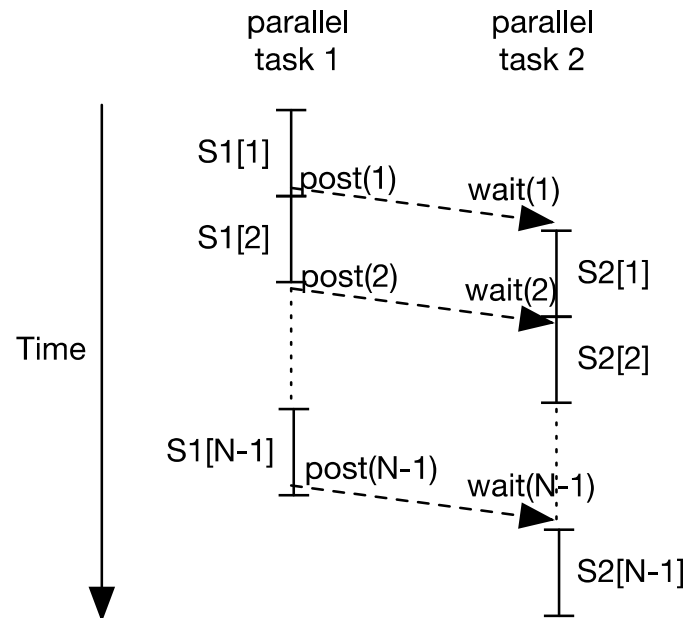 parallel
task 1
parallel
task 2
S1[1]
post(1)
wait(1)
S1[2]
S2[1]
post(2)
wait(2)
Time
S2[2]
S1[N-1]
post(N-1)
wait(N-1)
S2[N-1]